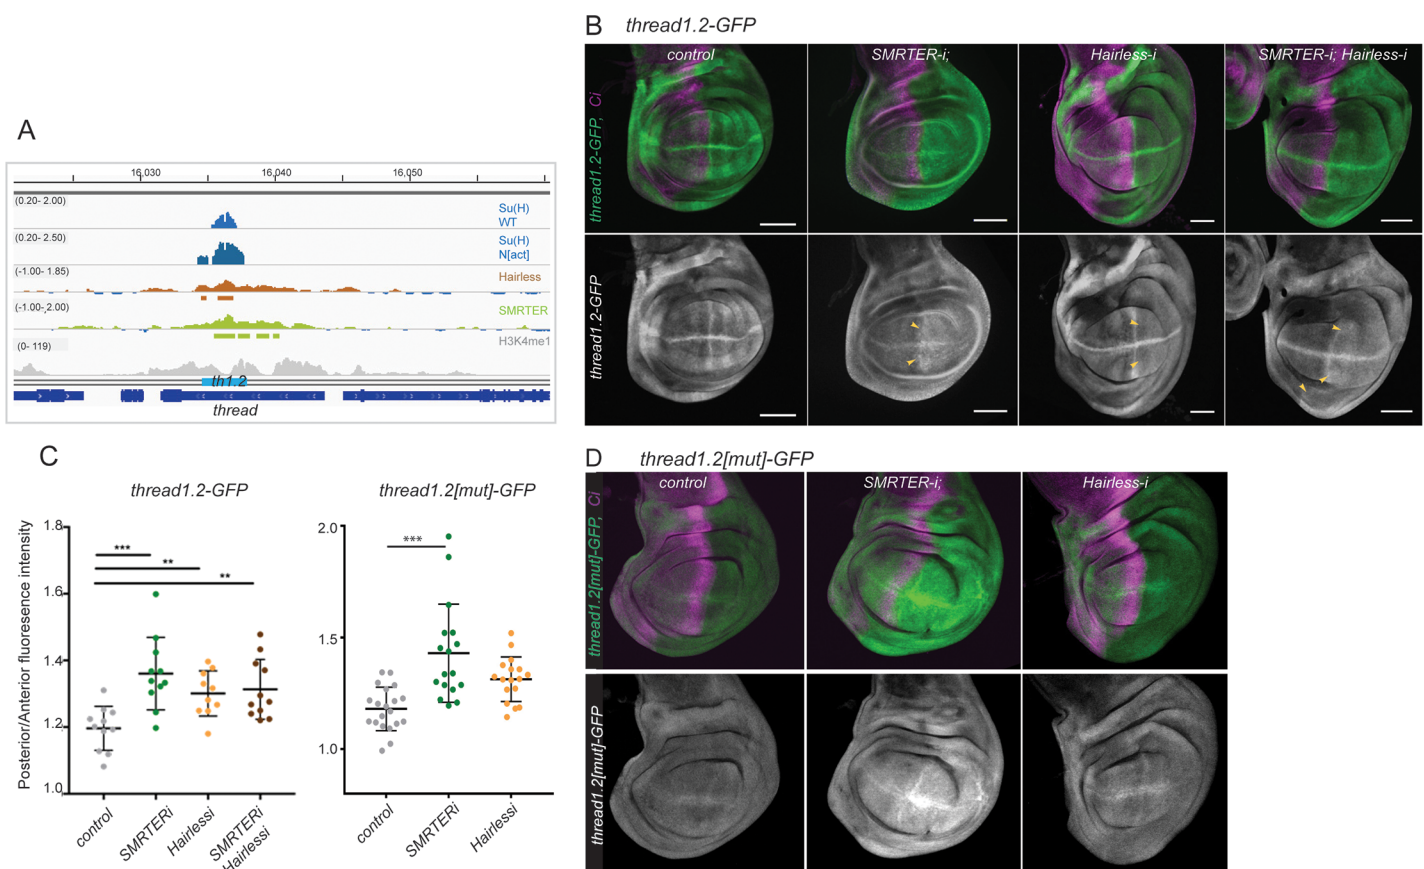 A
16,030 16,040 16,050
(0.20- 2.00)
Su(H)
WT
(0.20- 2.50)
Su(H)
N[act]
(-1.00- 1.85)
Hairless
(-1.00- 2.00)
SMRTER
(0- 119)
H3K4me1
th1.2
thread
B thread1.2-GFP
control SMRTER-i; Hairless-i SMRTER-i; Hairless-i
thread1.2-GFP, Ci
thread1.2-GFP
C
thread1.2-GFP
Posterior/Anterior fluorescence intensity
1.8
1.6
1.4
1.2
1.0
***
**
**
control SMRTERi Hairlessi SMRTERi
Hairlessi
thread1.2[mut]-GFP
2.0
1.5
1.0
***
control SMRTERi Hairlessi
D thread1.2[mut]-GFP
control SMRTER-i; Hairless-i
thread1.2[mut]-GFP, Ci
thread1.2[mut]-GFP